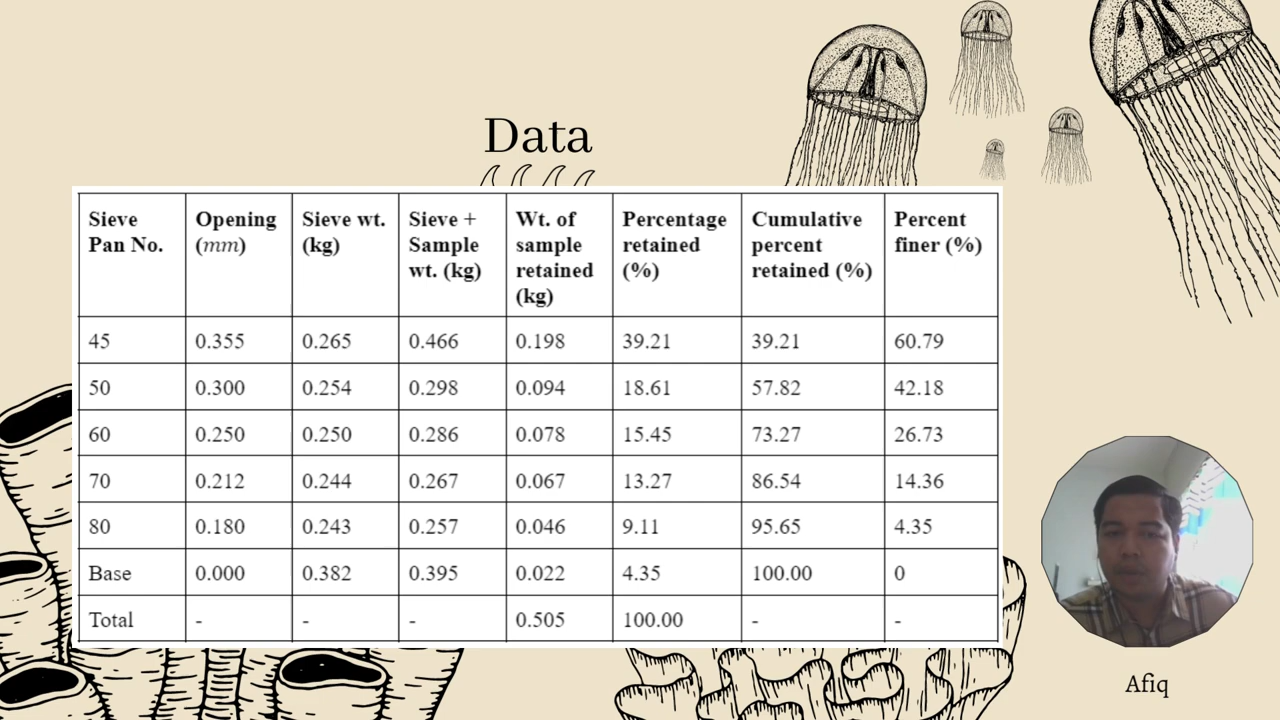 Data
Sieve Pan No. Opening (mm) Sieve wt. (kg) Sieve + Sample wt. (kg) Wt. of sample retained (kg) Percentage retained (%) Cumulative percent retained (%) Percent finer (%)
45 0.355 0.265 0.466 0.198 39.21 39.21 60.79
50 0.300 0.254 0.298 0.094 18.61 57.82 42.18
60 0.250 0.250 0.286 0.078 15.45 73.27 26.73
70 0.212 0.244 0.267 0.067 13.27 86.54 14.36
80 0.180 0.243 0.257 0.046 9.11 95.65 4.35
Base 0.000 0.382 0.395 0.022 4.35 100.00 0
Total - - - 0.505 100.00 - -
Afiq